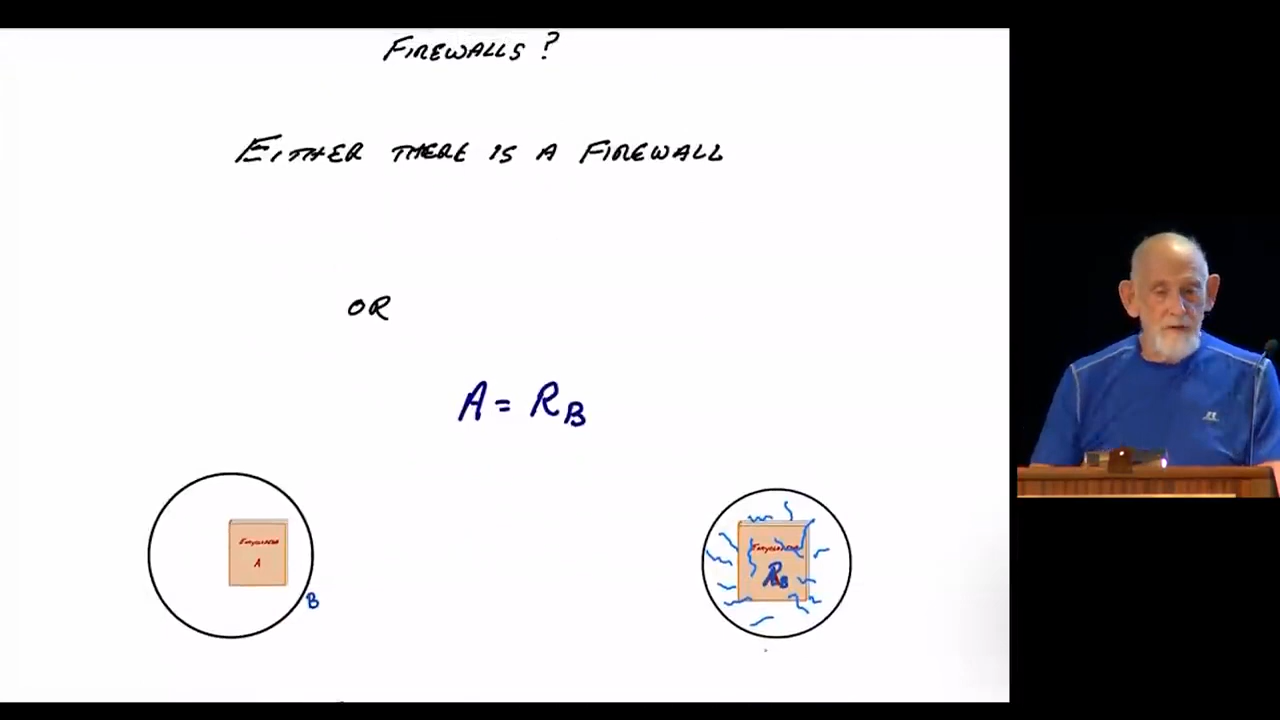 FIREWALLS?
EITHER THERE IS A FIREWALL
OR
A = R_B
A
B
R_B